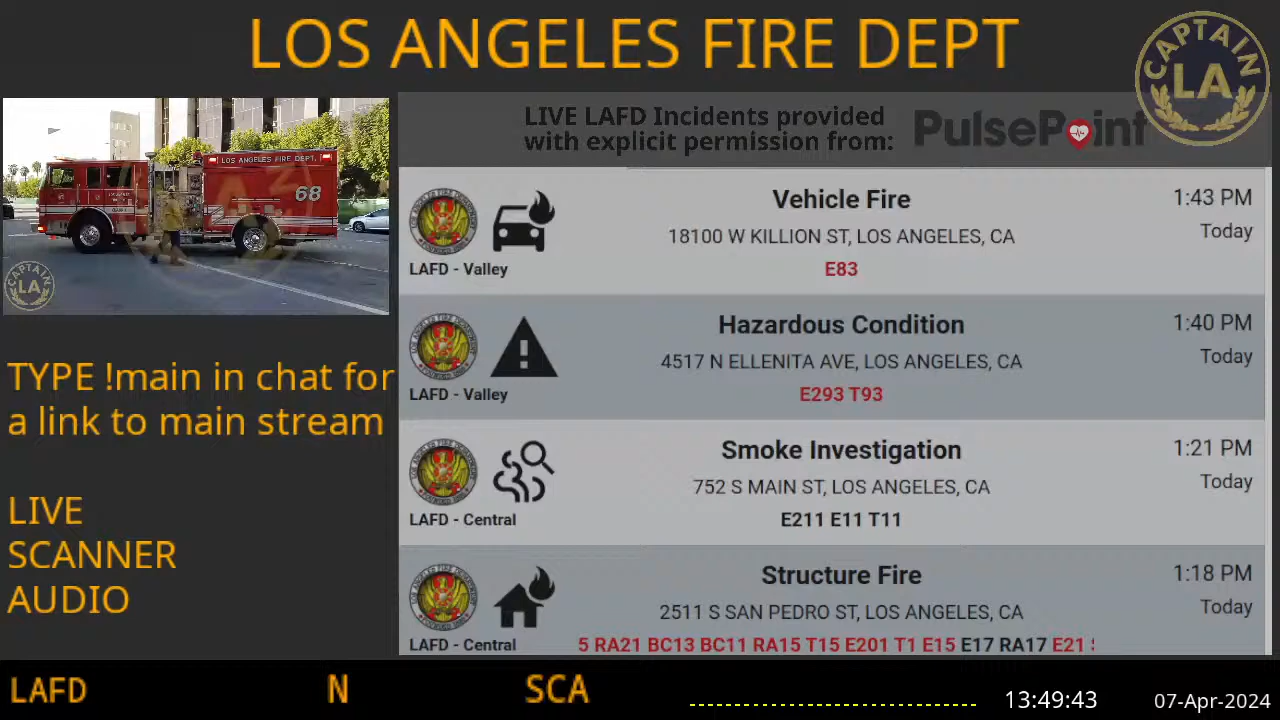 LOS ANGELES FIRE DEPT
CAPTAIN
LA
LIVE LAFD Incidents provided
with explicit permission from:
PulsePoint
LOS ANGELES FIRE DEPT.
68
CAPTAIN
LA
TYPE !main in chat for
a link to main stream
LIVE
SCANNER
AUDIO
Vehicle Fire
1:43 PM
18100 W KILLION ST, LOS ANGELES, CA
Today
LAFD - Valley
E83
Hazardous Condition
1:40 PM
4517 N ELLENITA AVE, LOS ANGELES, CA
Today
LAFD - Valley
E293 T93
Smoke Investigation
1:21 PM
752 S MAIN ST, LOS ANGELES, CA
Today
LAFD - Central
E211 E11 T11
Structure Fire
1:18 PM
2511 S SAN PEDRO ST, LOS ANGELES, CA
Today
LAFD - Central
5 RA21 BC13 BC11 RA15 T15 E201 T1 E15 E17 RA17 E21
LAFD N SCA
13:49:43 07-Apr-2024